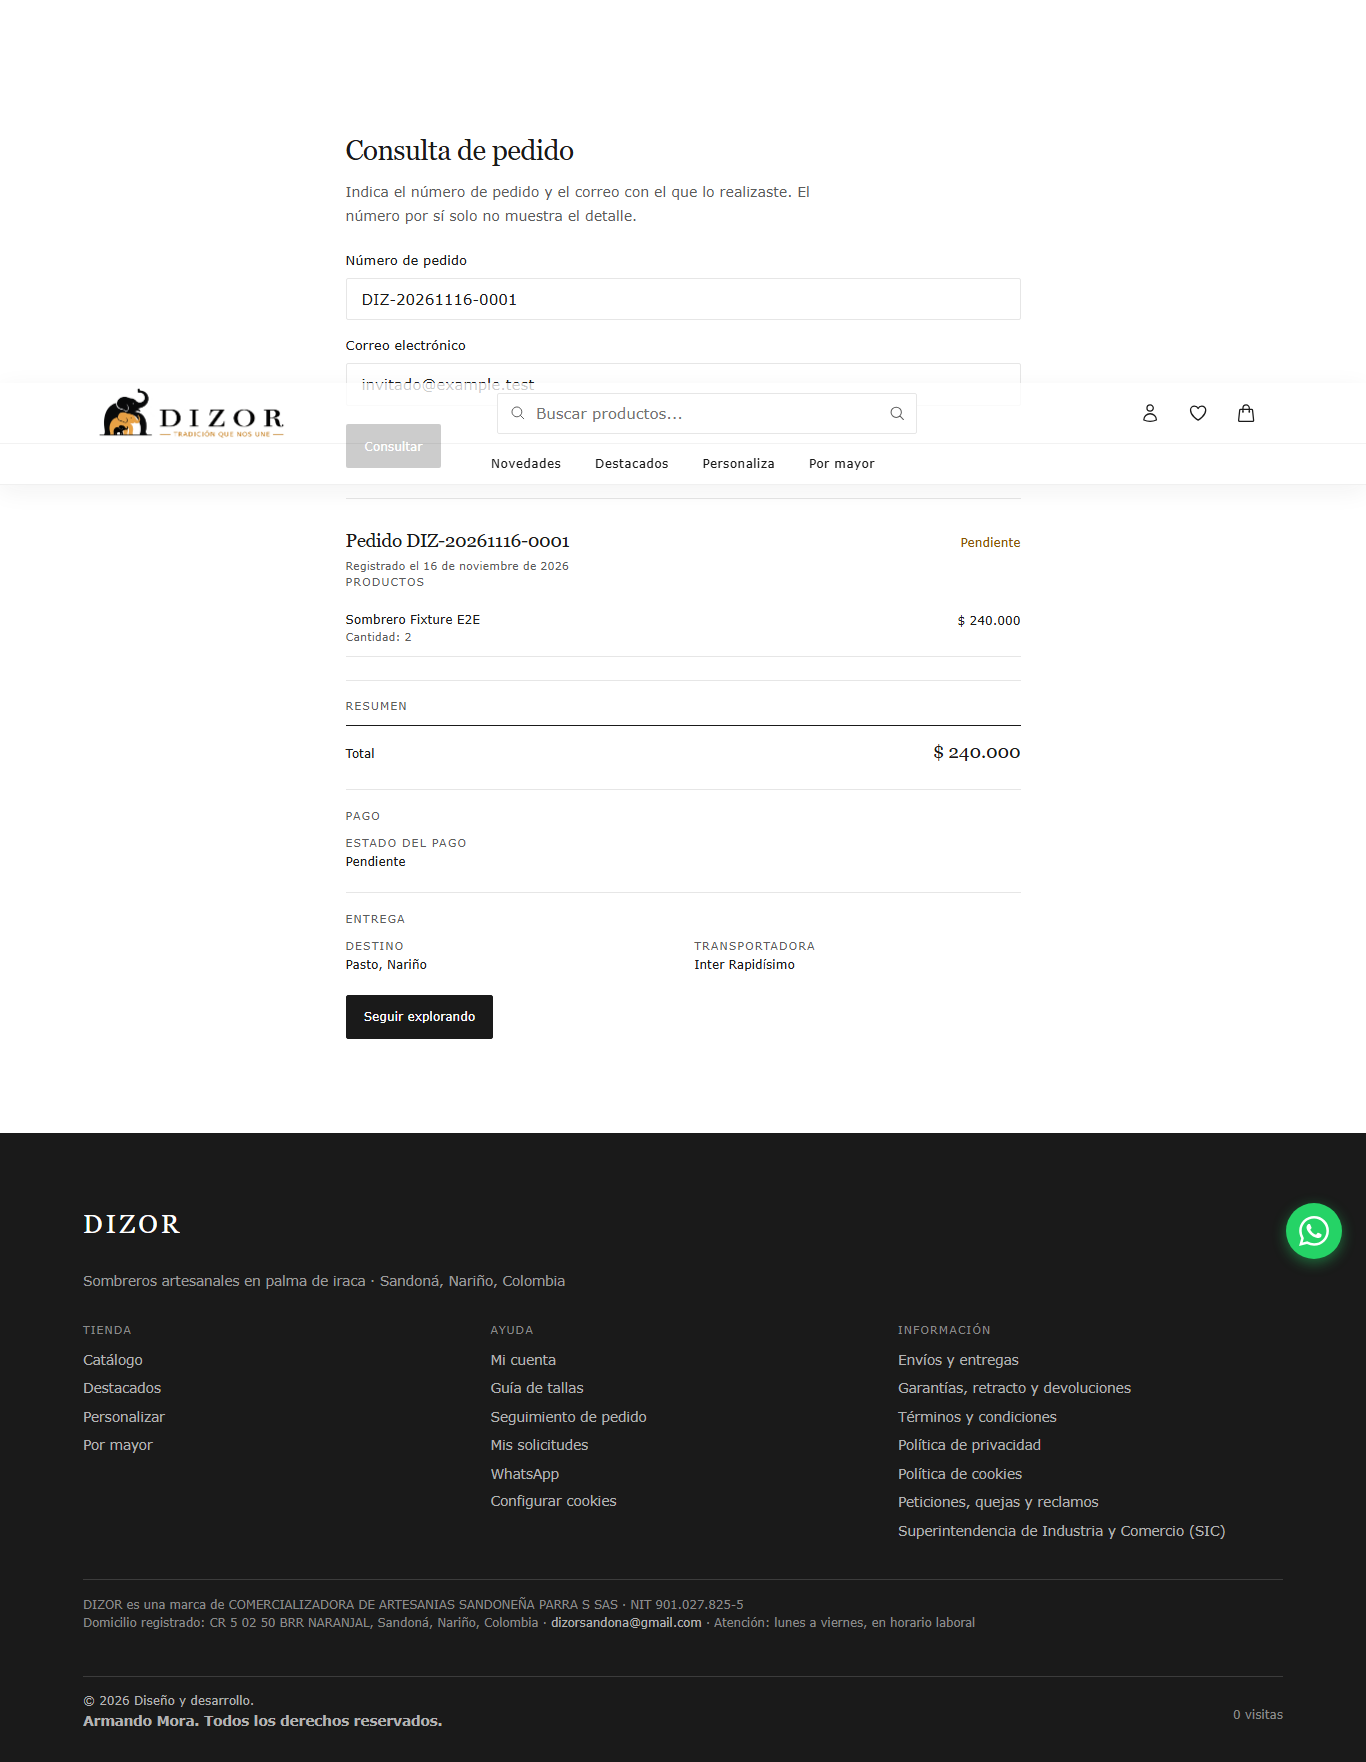 Consulta de pedido
Indica el número de pedido y el correo con el que lo realizaste. El
número por sí solo no muestra el detalle.
Número de pedido
DIZ-20261116-0001
Correo electrónico
invitado@example.test
DIZOR
TRADICIÓN QUE NOS UNE
Buscar productos...
Consultar
Novedades
Destacados
Personaliza
Por mayor
Pedido DIZ-20261116-0001
Pendiente
Registrado el 16 de noviembre de 2026
PRODUCTOS
Sombrero Fixture E2E
$ 240.000
Cantidad: 2
RESUMEN
Total
$ 240.000
PAGO
ESTADO DEL PAGO
Pendiente
ENTREGA
DESTINO
Pasto, Nariño
TRANSPORTADORA
Inter Rapidísimo
Seguir explorando
DIZOR
Sombreros artesanales en palma de iraca · Sandoná, Nariño, Colombia
TIENDA
Catálogo
Destacados
Personalizar
Por mayor
AYUDA
Mi cuenta
Guía de tallas
Seguimiento de pedido
Mis solicitudes
WhatsApp
Configurar cookies
INFORMACIÓN
Envíos y entregas
Garantías, retracto y devoluciones
Términos y condiciones
Política de privacidad
Política de cookies
Peticiones, quejas y reclamos
Superintendencia de Industria y Comercio (SIC)
DIZOR es una marca de COMERCIALIZADORA DE ARTESANIAS SANDONEÑA PARRA S SAS · NIT 901.027.825-5
Domicilio registrado: CR 5 02 50 BRR NARANJAL, Sandoná, Nariño, Colombia · dizorsandona@gmail.com · Atención: lunes a viernes, en horario laboral
© 2026 Diseño y desarrollo.
Armando Mora. Todos los derechos reservados.
0 visitas